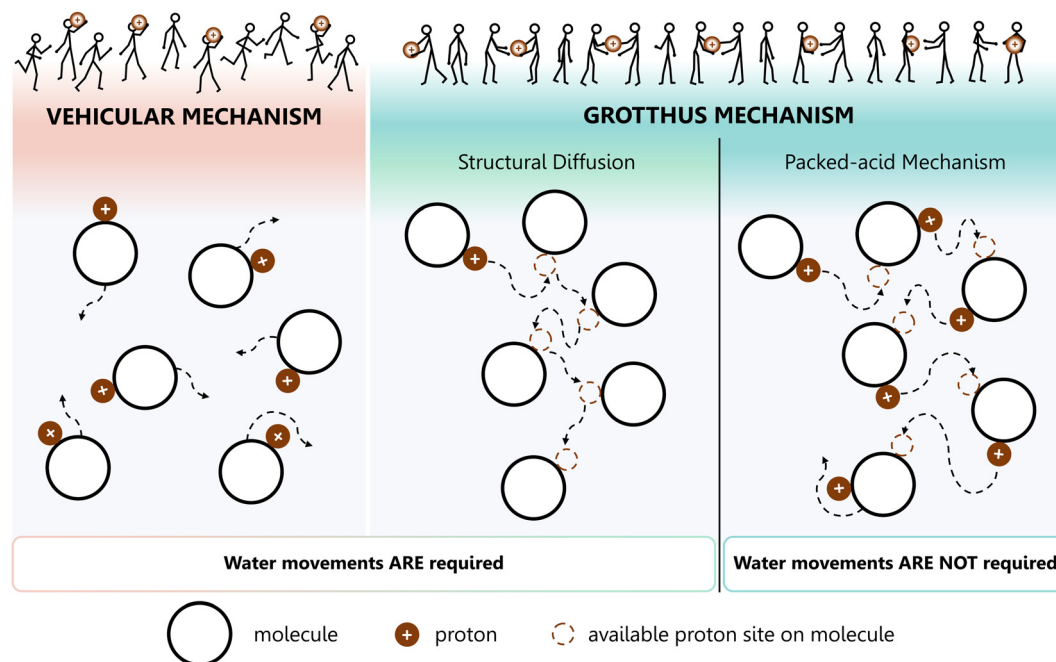 VEHICULAR MECHANISM
GROTTHUS MECHANISM
Structural Diffusion
Packed-acid Mechanism
Water movements ARE required
Water movements ARE NOT required
molecule
proton
available proton site on molecule